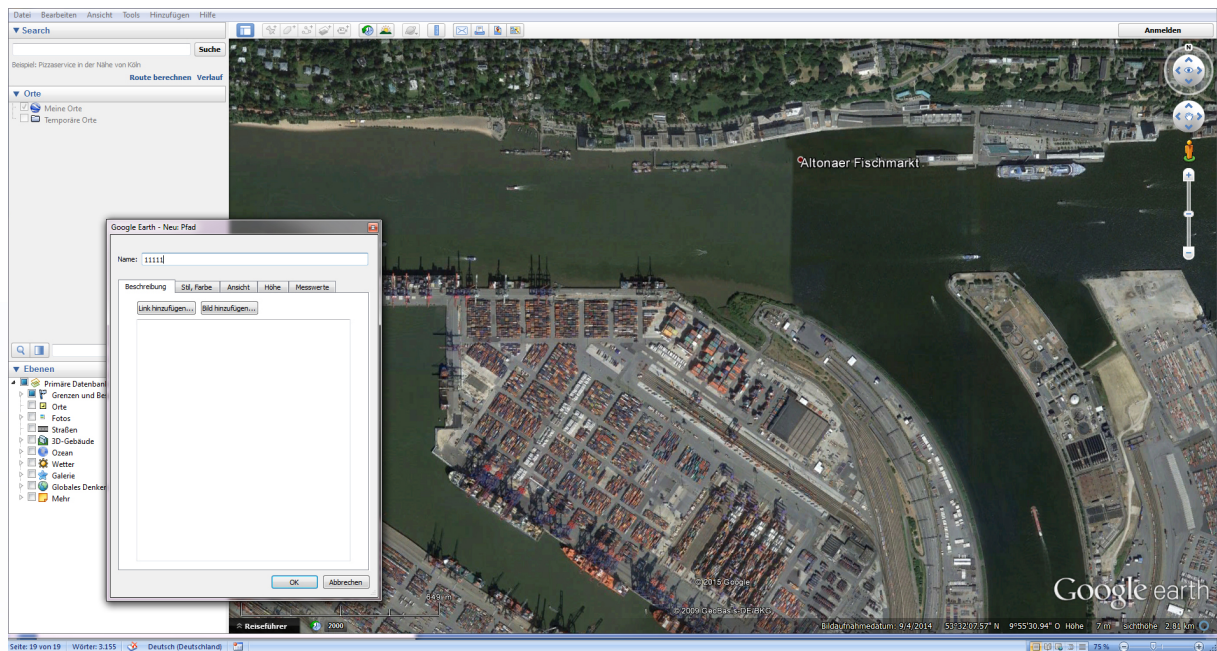 Datei Bearbeiten Ansicht Tools Hinzufügen Hilfe
Search
Anmelden
Suche
Beispiel: Pizzaservice in der Nähe von Köln
Route berechnen Verlauf
Orte
Meine Orte
Temporäre Orte
N
Altonaer Fischmarkt
Google Earth - Neu: Pfad
Name: 11111
Beschreibung Stil, Farbe Ansicht Höhe Messwerte
Link hinzufügen... Bild hinzufügen...
OK Abbrechen
Ebenen
Primäre Datenbank
Grenzen und Be
Orte
Fotos
Straßen
3D-Gebäude
Ozean
Wetter
Galerie
Globales Denken
Mehr
649 m
© 2015 Google
© 2009 GeoBasis-DE/BKG
Google earth
Reiseführer 2000
Bildaufnahmedatum: 9/4/2014 53°32'07.57" N 9°55'30.94" O Höhe 7 m sichthöhe 2.81 km
Seite: 19 von 19 Wörter: 3.155 Deutsch (Deutschland) 75 %